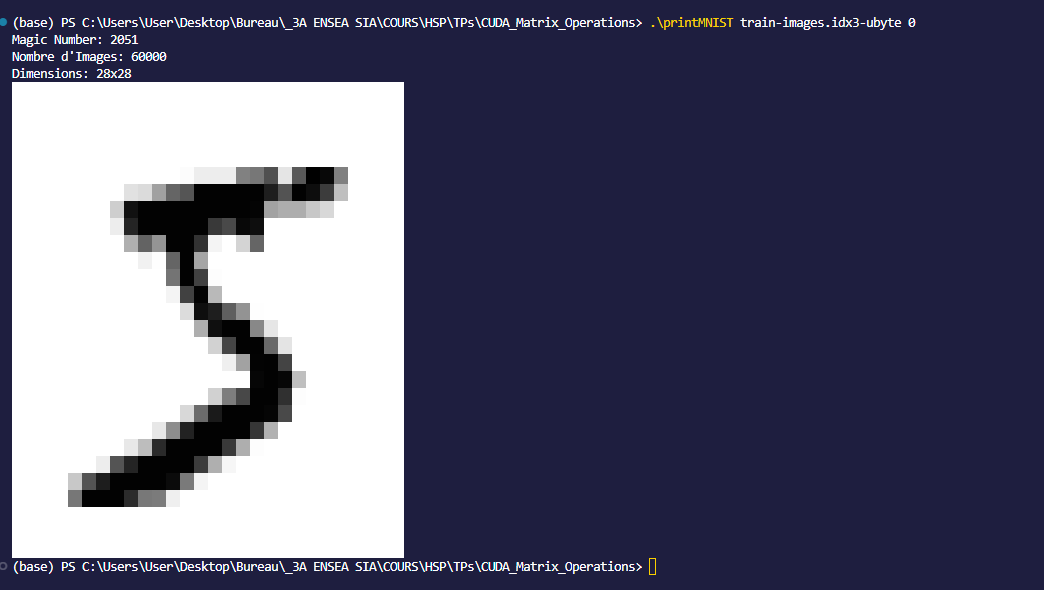 (base) PS C:\Users\User\Desktop\Bureau\_3A ENSEA SIA\COURS\HSP\TPs\CUDA_Matrix_Operations> .\printMNIST train-images.idx3-ubyte 0
Magic Number: 2051
Nombre d'Images: 60000
Dimensions: 28x28
5
(base) PS C:\Users\User\Desktop\Bureau\_3A ENSEA SIA\COURS\HSP\TPs\CUDA_Matrix_Operations>